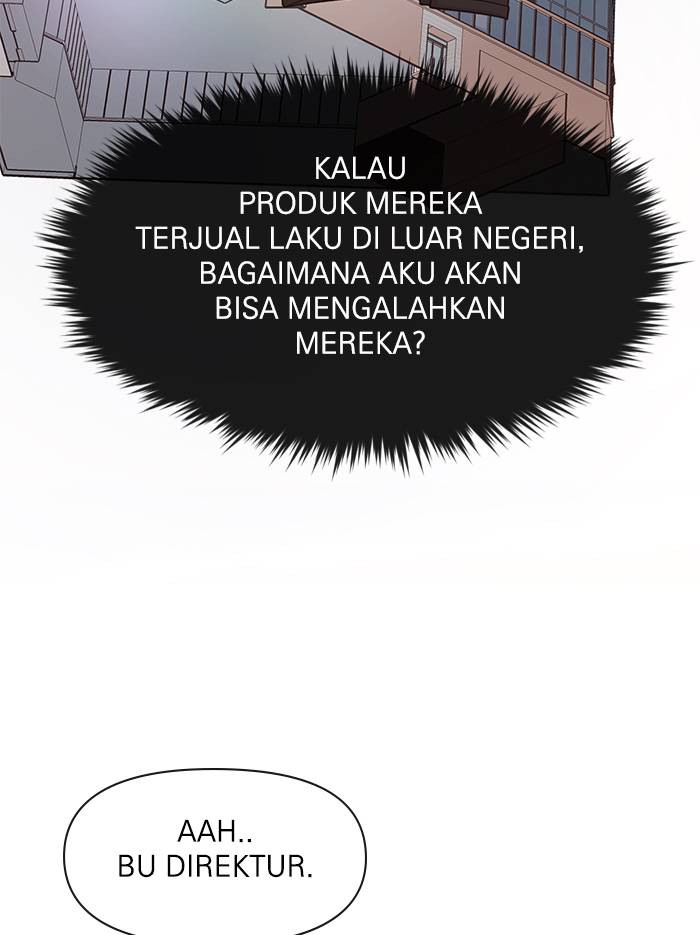 KALAU
PRODUK MEREKA
TERJUAL LAKU DI LUAR NEGERI,
BAGAIMANA AKU AKAN
BISA MENGALAHKAN
MEREKA?
AAH..
BU DIREKTUR.